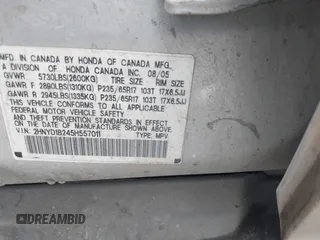 MFD. IN CANADA BY HONDA OF CANADA MFG.,
A DIVISION OF HONDA CANADA INC. 08/05
GVWR 5730LBS(2600KG) TIRE SIZE RIM SIZE
GAWR F 2890LBS(1310KG) P235/65R17 103T 17X6.5JJ
GAWR R 2945LBS(1335KG) P235/65R17 103T 17X6.5JJ
THIS VEHICLE CONFORMS TO ALL APPLICABLE
FEDERAL MOTOR VEHICLE SAFETY
AND THEFT PREVENTION STANDARDS IN EFFECT ON THE
DATE OF MANUFACTURE SHOWN ABOVE.
V.I.N. 2HNYD18245H557011 TYPE: MPV
DREAMBID